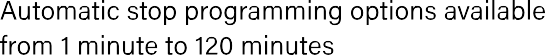 Automatic stop programming options available
from 1 minute to 120 minutes